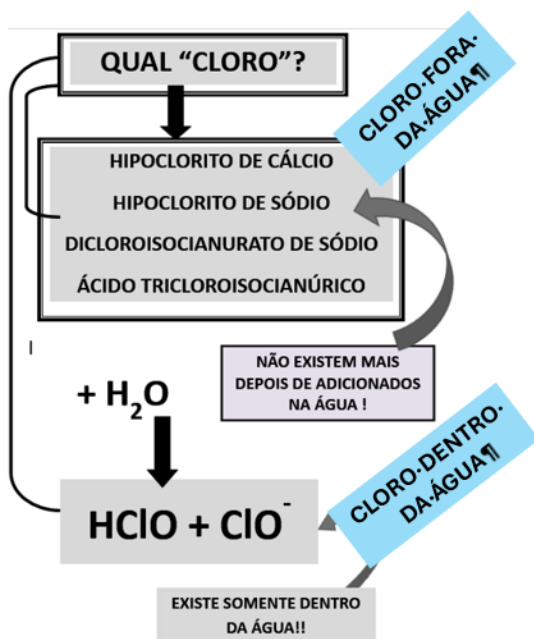 QUAL “CLORO”?
CLORO·FORA·
DA·ÁGUA¶
HIPOCLORITO DE CÁLCIO
HIPOCLORITO DE SÓDIO
DICLOROISOCIANURATO DE SÓDIO
ÁCIDO TRICLOROISOCIANÚRICO
NÃO EXISTEM MAIS
DEPOIS DE ADICIONADOS
NA ÁGUA !
+ H₂O
CLORO·DENTRO·
DA·ÁGUA¶
HClO + ClO⁻
EXISTE SOMENTE DENTRO
DA ÁGUA!!